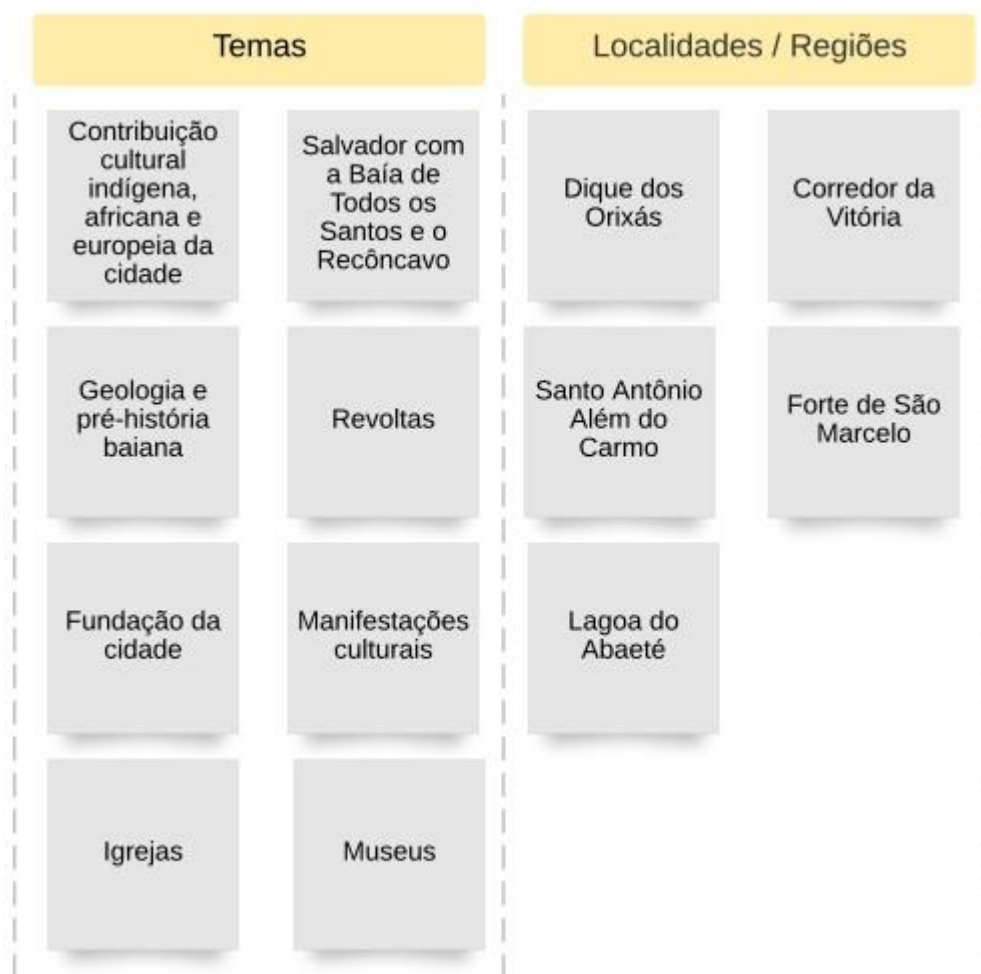 Temas
Localidades / Regiões
Contribuição
cultural
indígena,
africana e
europeia da
cidade
Salvador com
a Baía de
Todos os
Santos e o
Recôncavo
Dique dos
Orixás
Corredor da
Vitória
Geologia e
pré-história
baiana
Revoltas
Santo Antônio
Além do
Carmo
Forte de São
Marcelo
Fundação da
cidade
Manifestações
culturais
Lagoa do
Abaeté
Igrejas
Museus